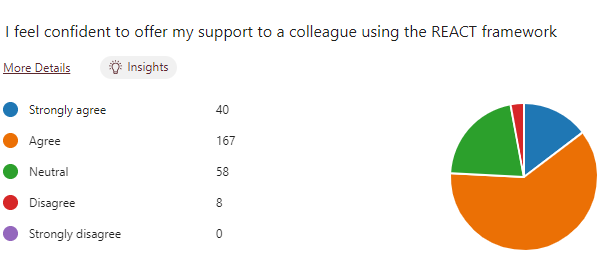 I feel confident to offer my support to a colleague using the REACT framework
More Details
Insights
Strongly agree 40
Agree 167
Neutral 58
Disagree 8
Strongly disagree 0